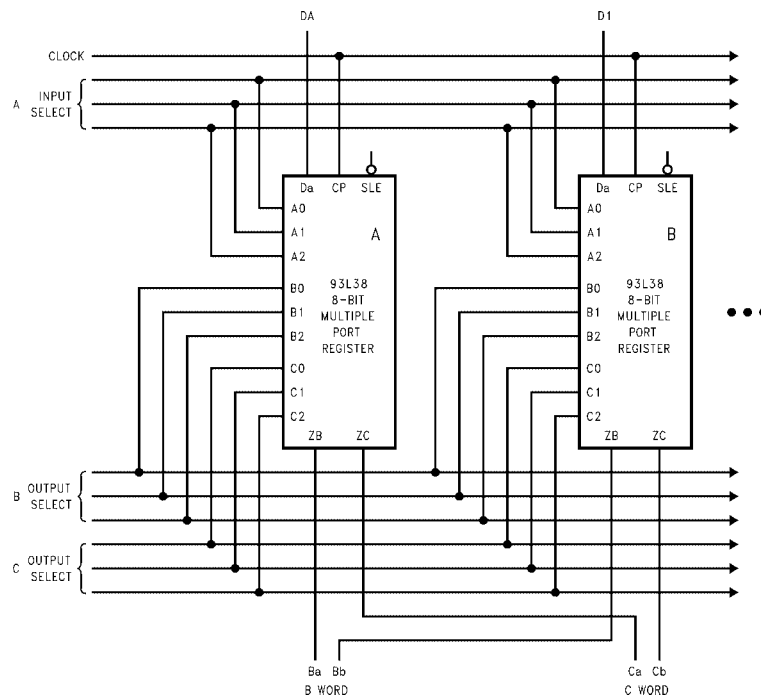 DA D1
CLOCK
A INPUT
SELECT
Da CP SLE Da CP SLE
A0 A0
A1 A B A1
A2 A2
93L38 93L38
B0 8-BIT B0 8-BIT
B1 MULTIPLE B1 MULTIPLE
B2 PORT B2 PORT
REGISTER REGISTER
C0 C0
C1 C1
C2 C2
ZB ZC ZB ZC
B OUTPUT
SELECT
C OUTPUT
SELECT
Ba Bb Ca Cb
B WORD C WORD